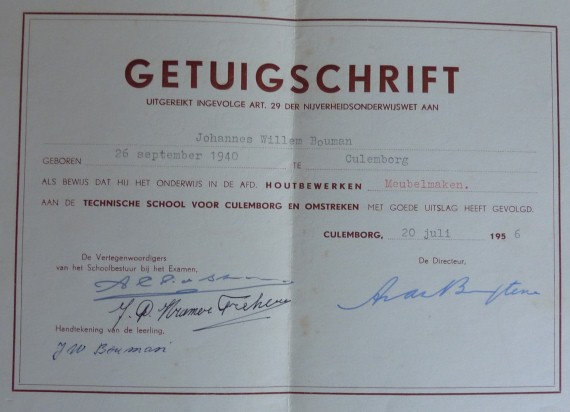 GETUIGSCHRIFT
UITGEREIKT INGEVOLGE ART. 29 DER NIJVERHEIDSONDERWIJSWET AAN
Johannes Willem Bouman
GEBOREN 26 september 1940 TE Culemborg
ALS BEWIJS DAT HIJ HET ONDERWIJS IN DE AFD. HOUTBEWERKEN Meubelmaken.
AAN DE TECHNISCHE SCHOOL VOOR CULEMBORG EN OMSTREKEN MET GOEDE UITSLAG HEEFT GEVOLGD.
CULEMBORG, 20 juli 1956
De Vertegenwoordigers
van het Schoolbestuur bij het Examen,
De Directeur,
Handtekening van de leerling,
JW Bouman